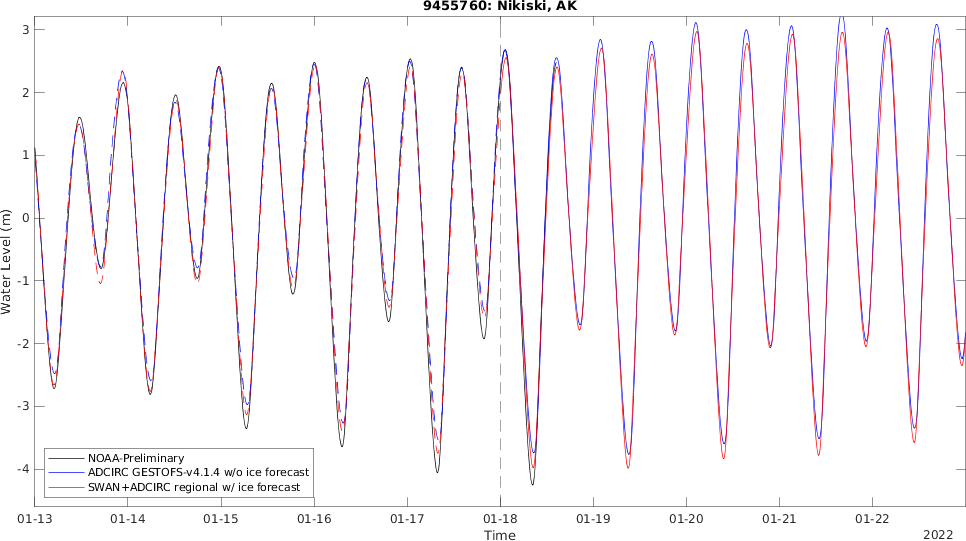 9455760: Nikiski, AK
Water Level (m)
3
2
1
0
-1
-2
-3
-4
NOAA-Preliminary
ADCIRC GESTOFS-v4.1.4 w/o ice forecast
SWAN+ADCIRC regional w/ ice forecast
01-13 01-14 01-15 01-16 01-17 01-18 01-19 01-20 01-21 01-22
Time
2022